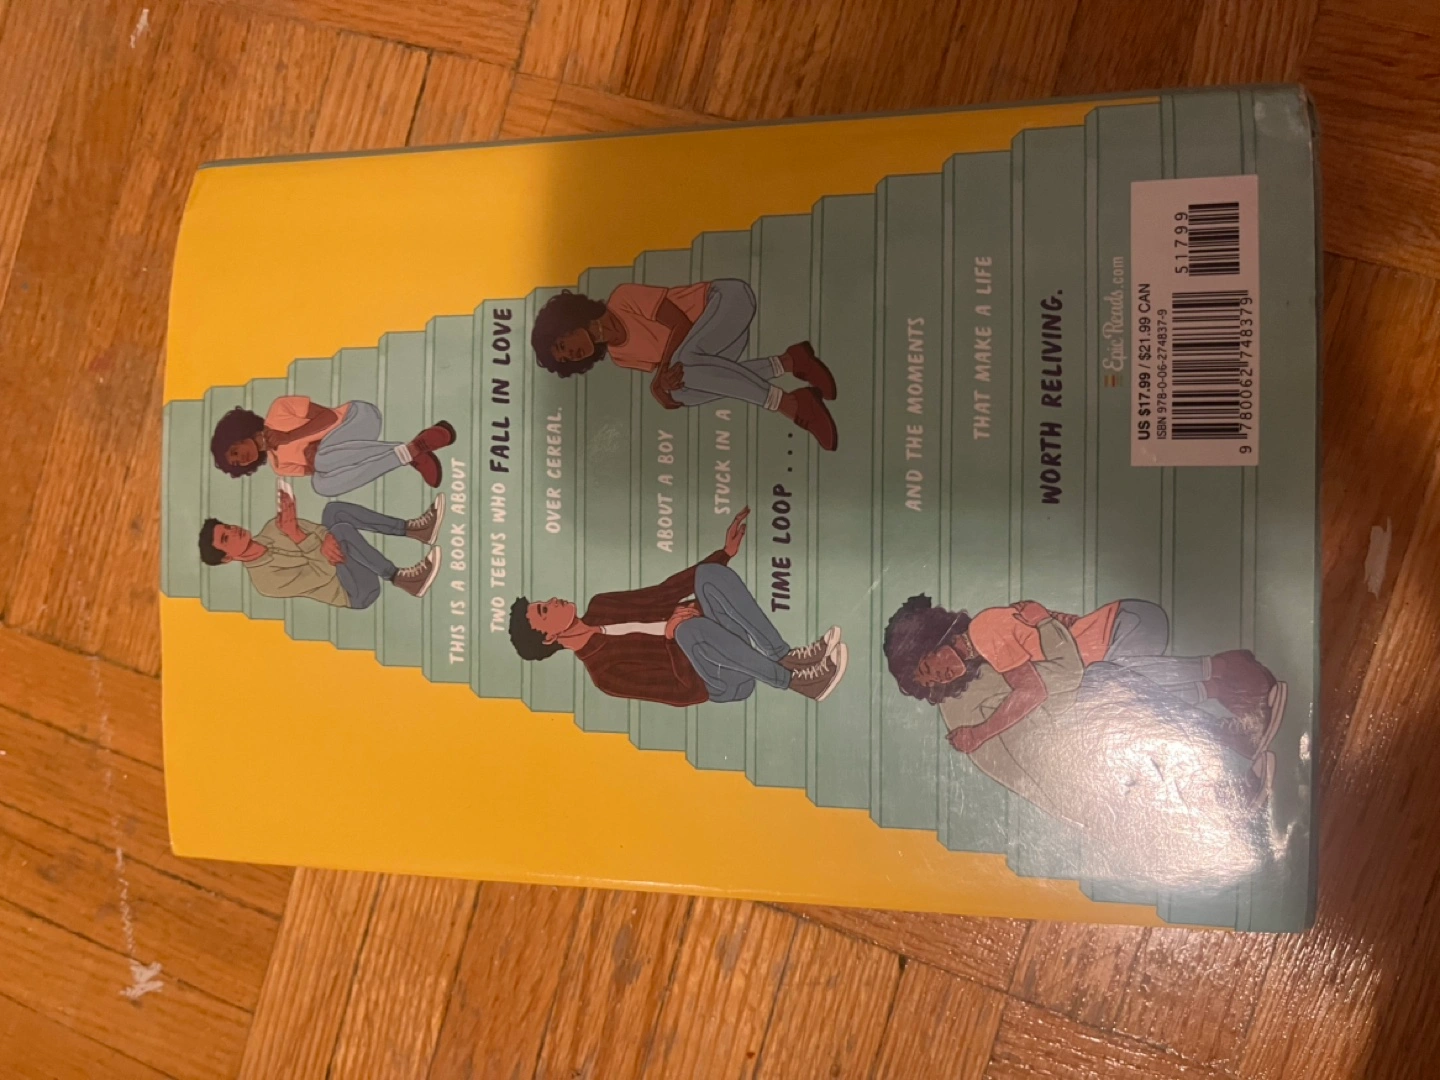 THIS IS A BOOK ABOUT
TWO TEENS WHO FALL IN LOVE
OVER CEREAL.
ABOUT A BOY
STUCK IN A
TIME LOOP . . .
AND THE MOMENTS
THAT MAKE A LIFE
WORTH RELIVING.
EpicReads.com
US $17.99 / $21.99 CAN
ISBN 978-0-06-274837-9
51799
9 780062 748379